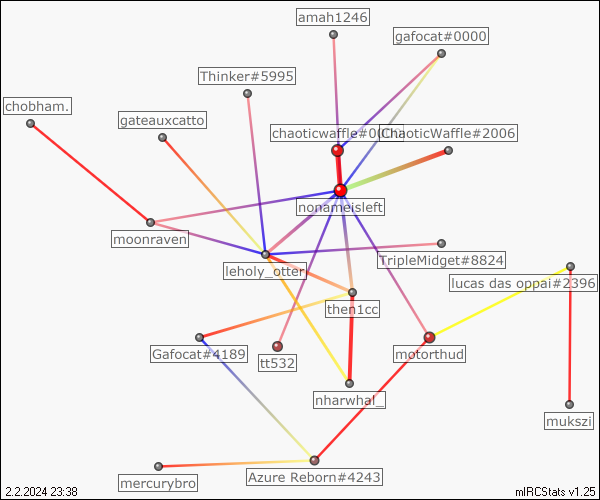 amah1246
gafocat#0000
Thinker#5995
chobham.
gateauxcatto
chaoticwaffle#00
ChaoticWaffle#2006
nonameisleft
moonraven
leholy_otter
TripleMidget#8824
lucas das oppai#2396
then1cc
Gafocat#4189
tt532
motorthud
nharwhal_
mukszi
mercurybro
Azure Reborn#4243
2.2.2024 23:38
mIRCStats v1.25